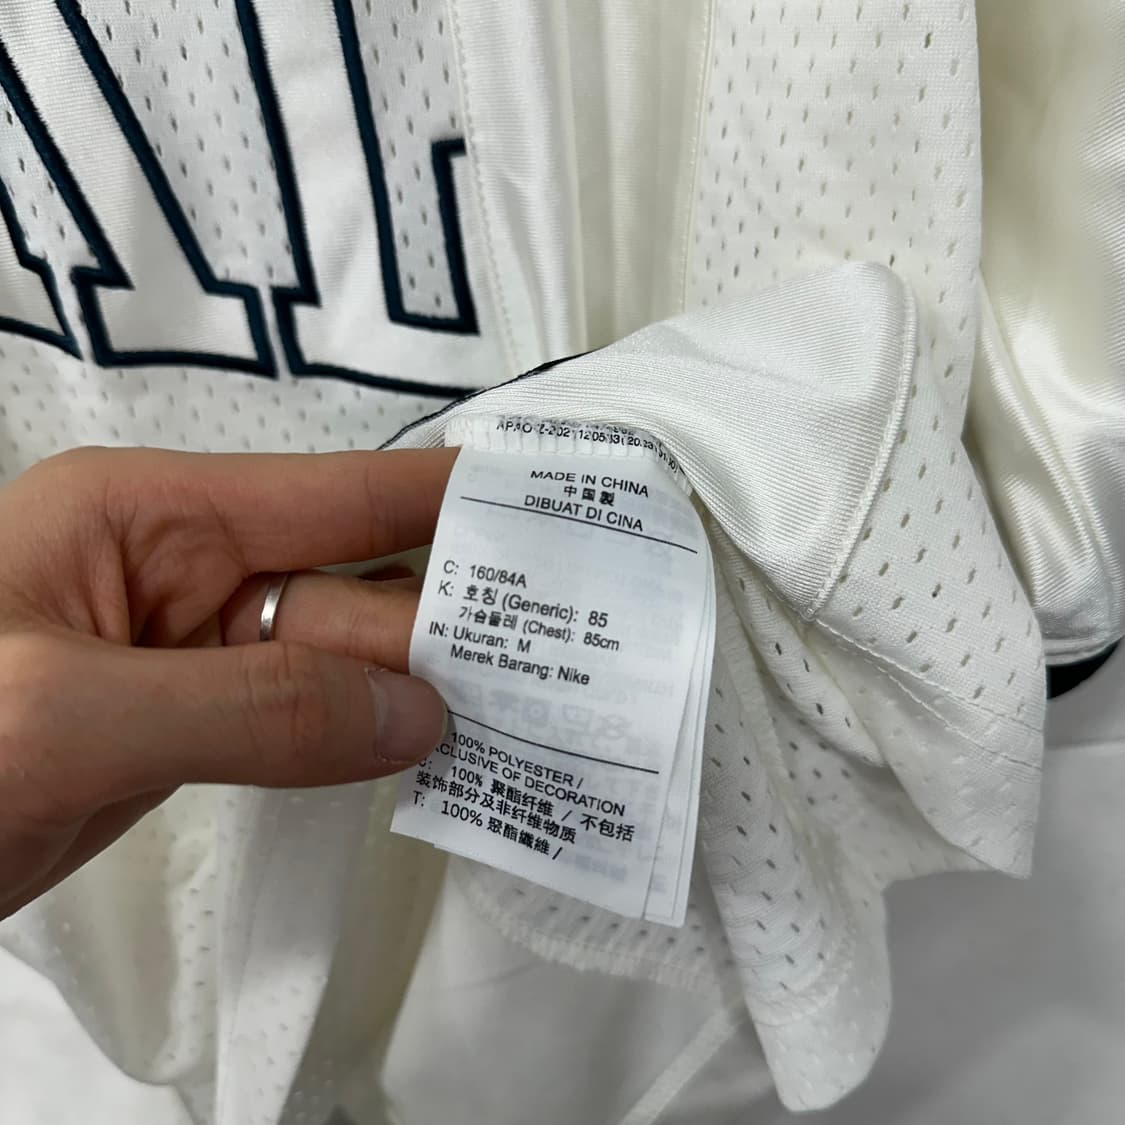 MADE IN CHINA
中国製
DIBUAT DI CINA
C: 160/84A
K: 호칭 (Generic): 85
가슴둘레 (Chest): 85cm
IN: Ukuran: M
Merek Barang: Nike
100% POLYESTER /
EXCLUSIVE OF DECORATION
C: 100% 聚酯纤维 / 不包括
装饰部分及非纤维物质
T: 100% 聚酯纖維 /